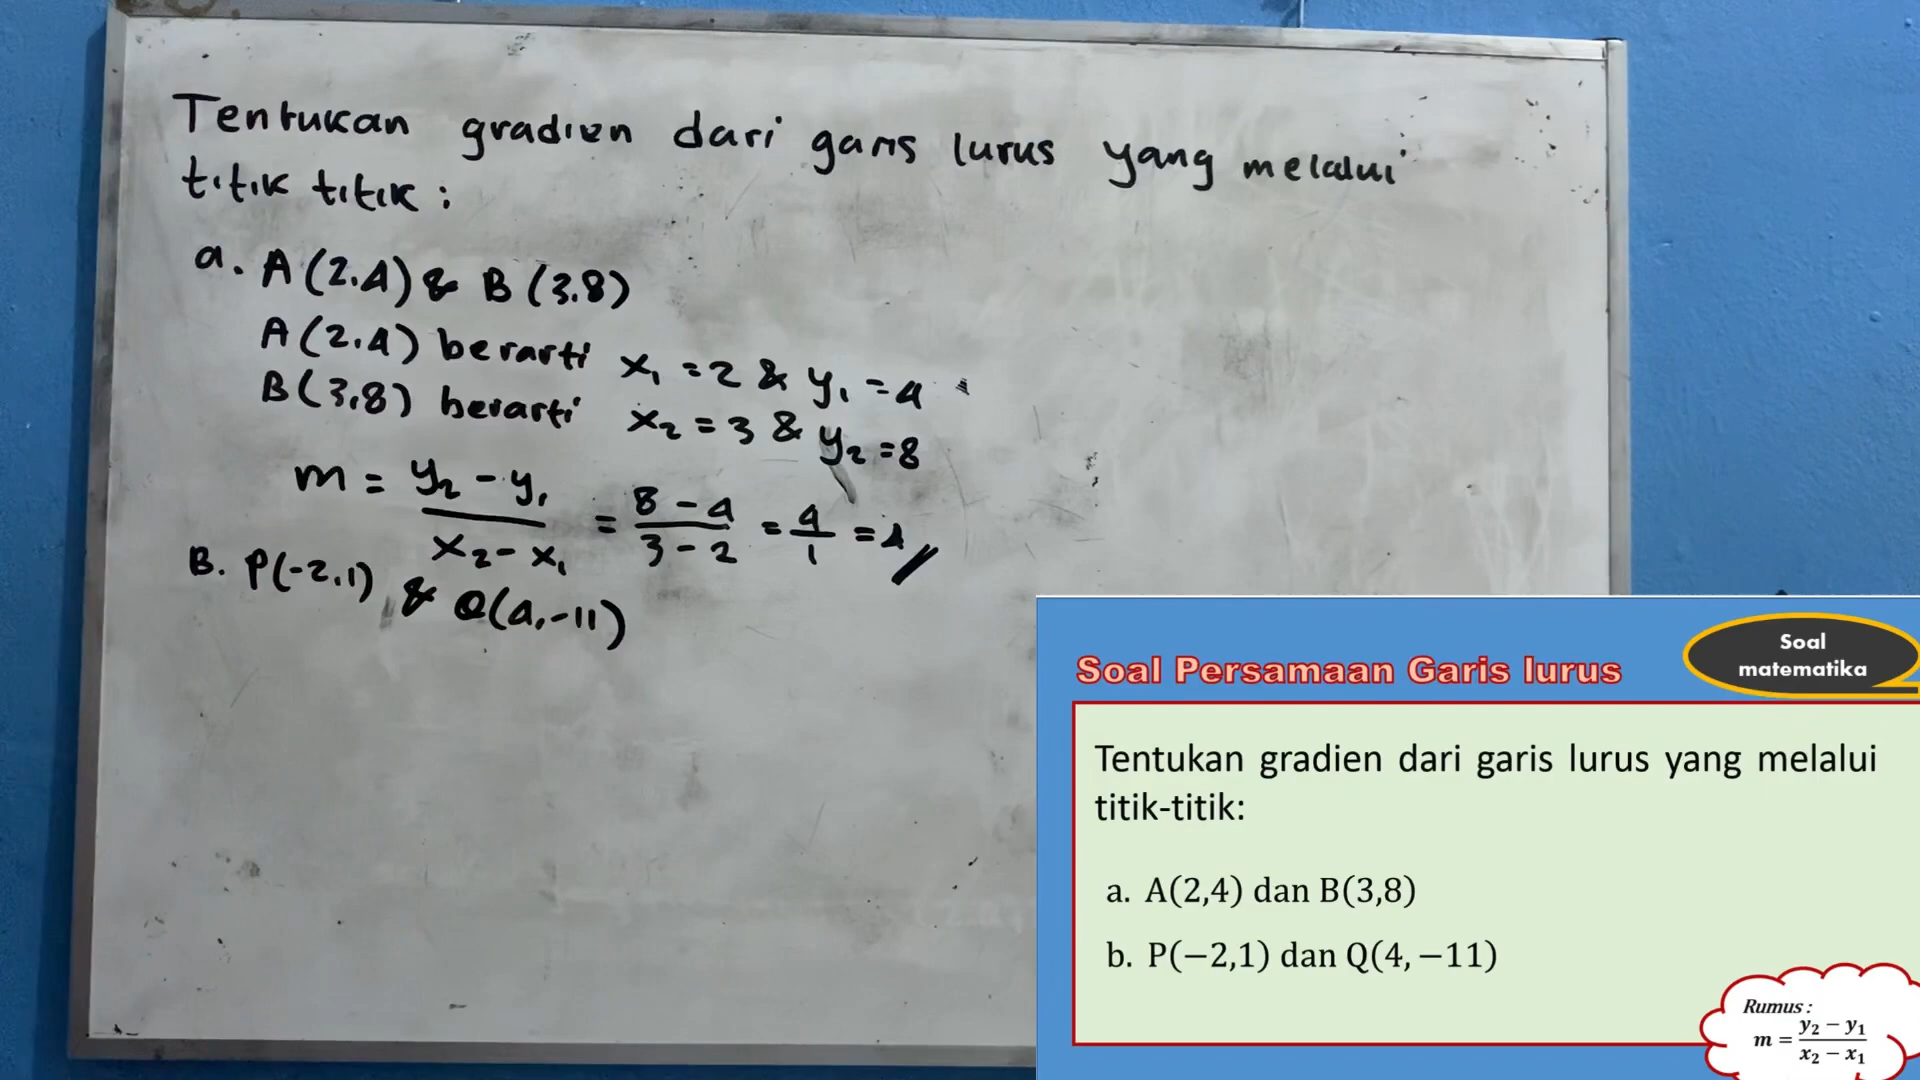 Tentukan gradien dari garis lurus yang melalui
titik titik :
a. A (2.4) & B (3.8)
A (2.4) berarti x₁ = 2 & y₁ = 4
B (3,8) berarti x₂ = 3 & y₂ = 8
m = y₂ - y₁ / x₂ - x₁ = 8 - 4 / 3 - 2 = 4/1 = 4
B. P(-2,1) & Q(4,-11)
Soal Persamaan Garis lurus
Soal
matematika
Tentukan gradien dari garis lurus yang melalui
titik-titik:
a. A(2,4) dan B(3,8)
b. P(−2,1) dan Q(4, −11)
Rumus :
m = y₂ − y₁ / x₂ − x₁